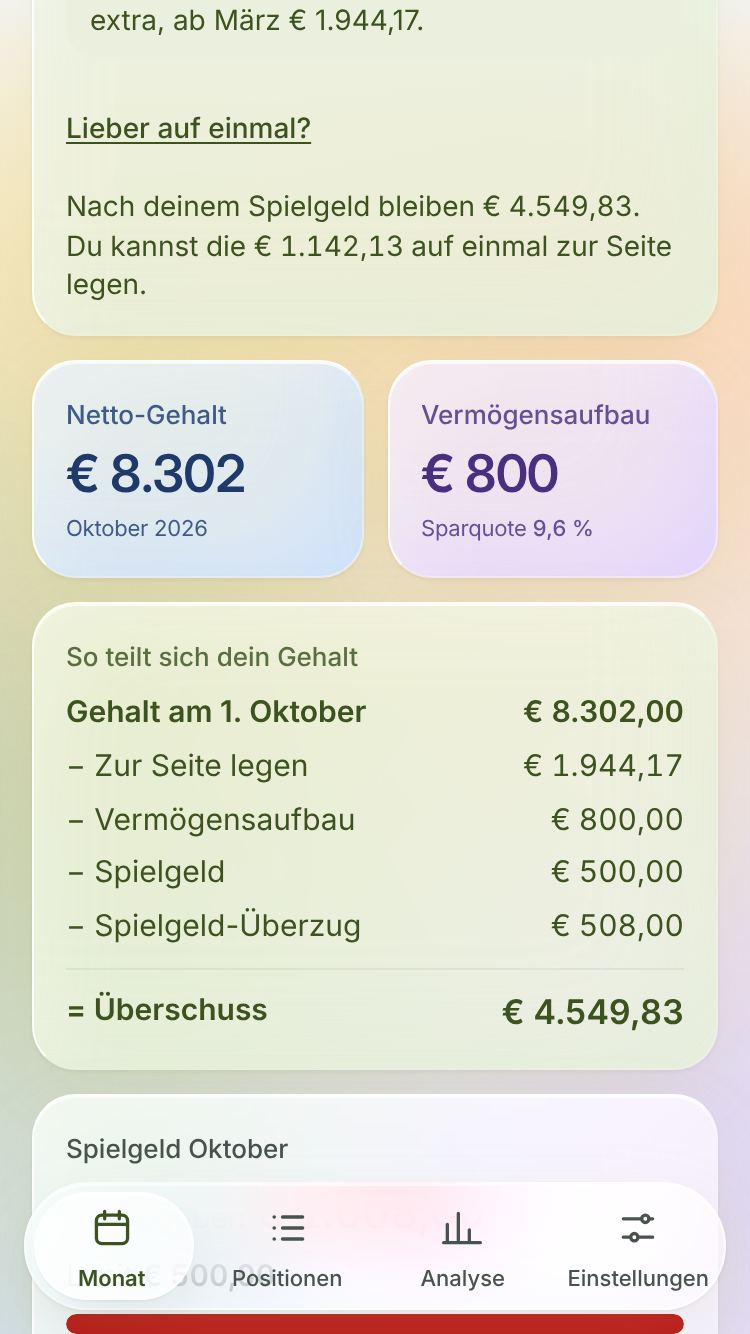 extra, ab März € 1.944,17.
Lieber auf einmal?
Nach deinem Spielgeld bleiben € 4.549,83.
Du kannst die € 1.142,13 auf einmal zur Seite
legen.
Netto-Gehalt
€ 8.302
Oktober 2026
Vermögensaufbau
€ 800
Sparquote 9,6 %
So teilt sich dein Gehalt
Gehalt am 1. Oktober € 8.302,00
– Zur Seite legen € 1.944,17
– Vermögensaufbau € 800,00
– Spielgeld € 500,00
– Spielgeld-Überzug € 508,00
= Überschuss € 4.549,83
Spielgeld Oktober
€ 500,00
Monat Positionen Analyse Einstellungen